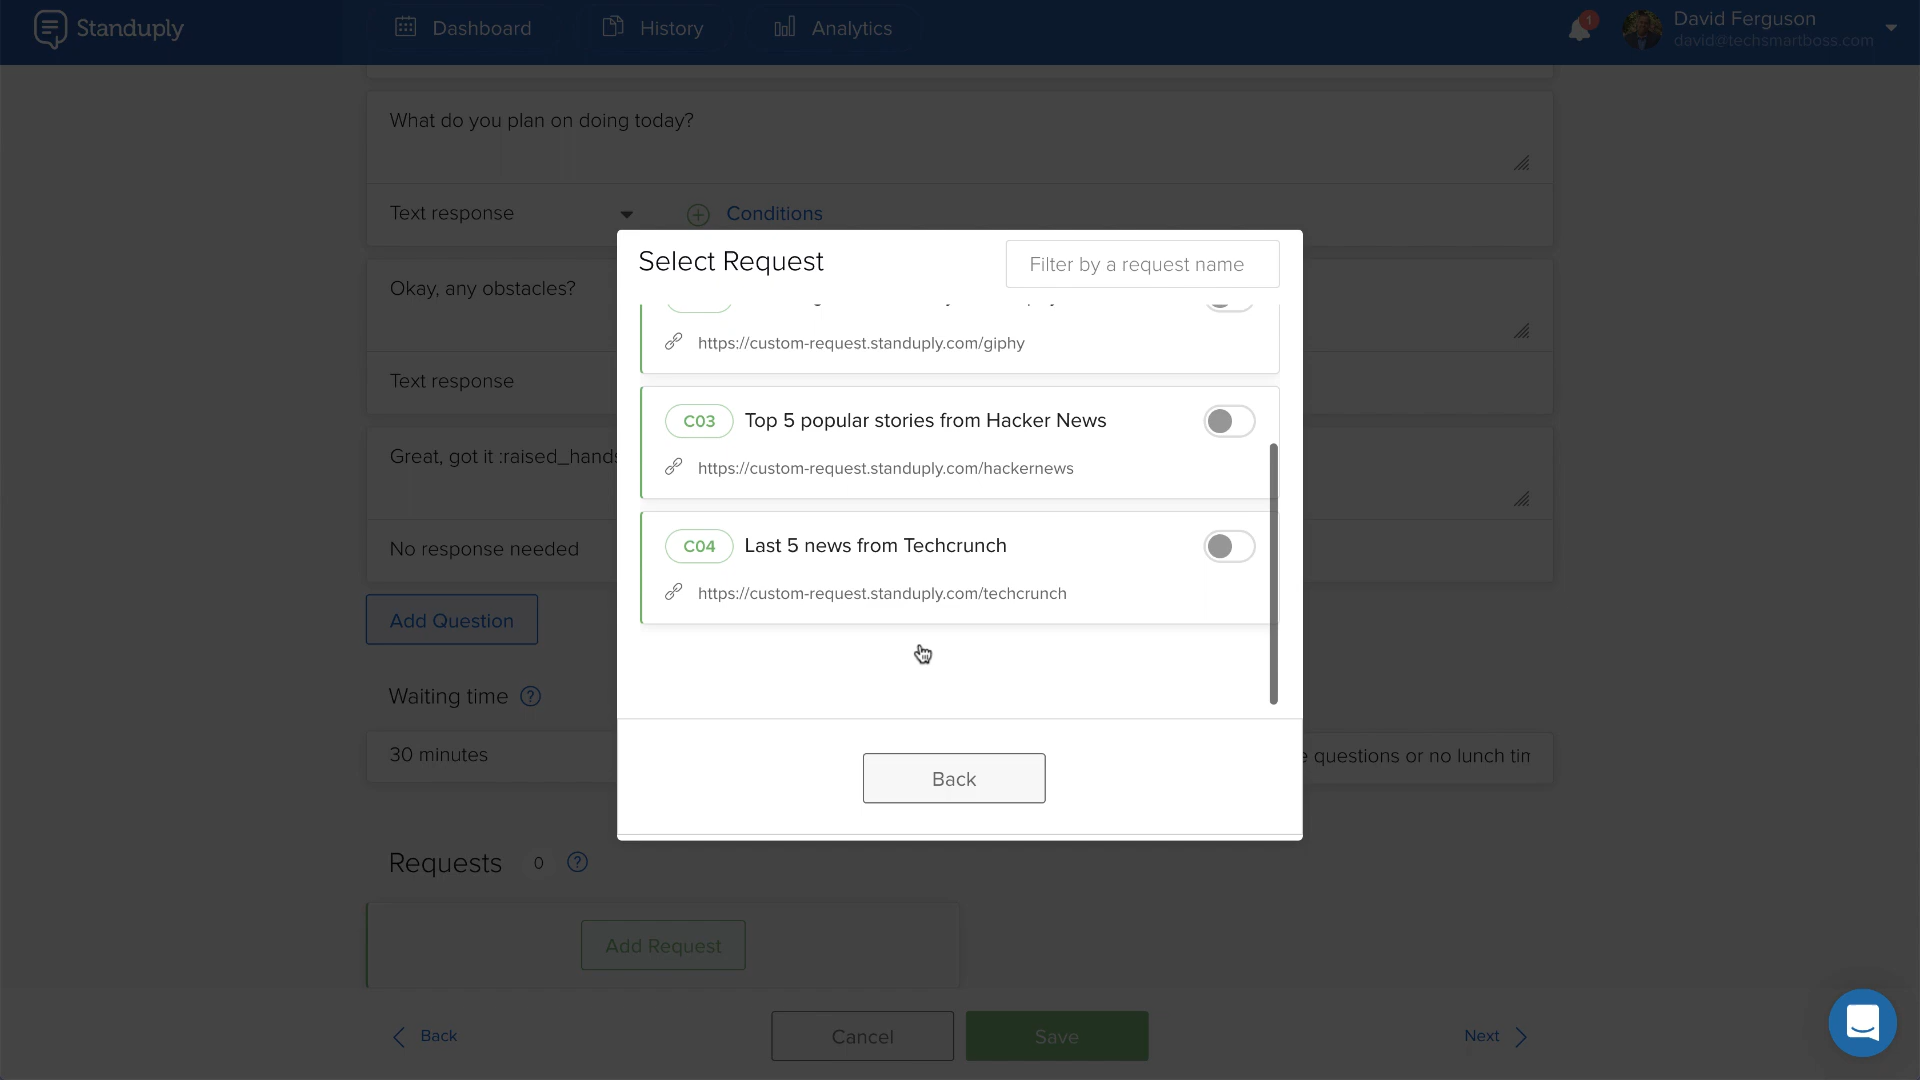 Standuply
Dashboard
History
Analytics
1
David Ferguson
david@techsmartboss.com
What do you plan on doing today?
Text response
Conditions
Select Request
Filter by a request name
Okay, any obstacles?
https://custom-request.standuply.com/giphy
Text response
C03
Top 5 popular stories from Hacker News
https://custom-request.standuply.com/hackernews
Great, got it :raised_hands
C04
Last 5 news from Techcrunch
https://custom-request.standuply.com/techcrunch
No response needed
Add Question
Waiting time ?
30 minutes
questions or no lunch tim
Back
Requests 0 ?
Add Request
Back
Cancel
Save
Next